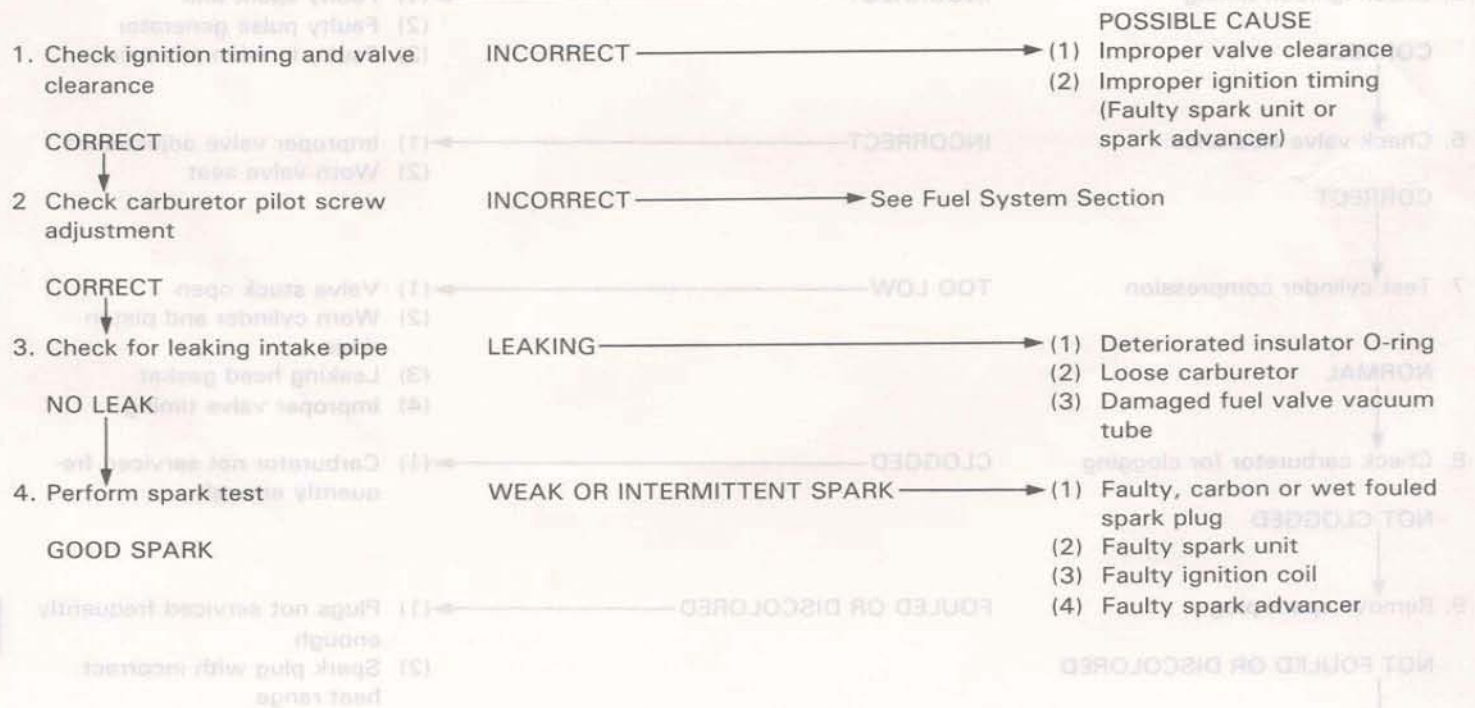 POSSIBLE CAUSE
1. Check ignition timing and valve clearance
INCORRECT
(1) Improper valve clearance
(2) Improper ignition timing
(Faulty spark unit or
spark advancer)
CORRECT
2 Check carburetor pilot screw
adjustment
INCORRECT
See Fuel System Section
CORRECT
3. Check for leaking intake pipe
LEAKING
(1) Deteriorated insulator O-ring
(2) Loose carburetor
(3) Damaged fuel valve vacuum
tube
NO LEAK
4. Perform spark test
WEAK OR INTERMITTENT SPARK
(1) Faulty, carbon or wet fouled
spark plug
(2) Faulty spark unit
(3) Faulty ignition coil
(4) Faulty spark advancer
GOOD SPARK